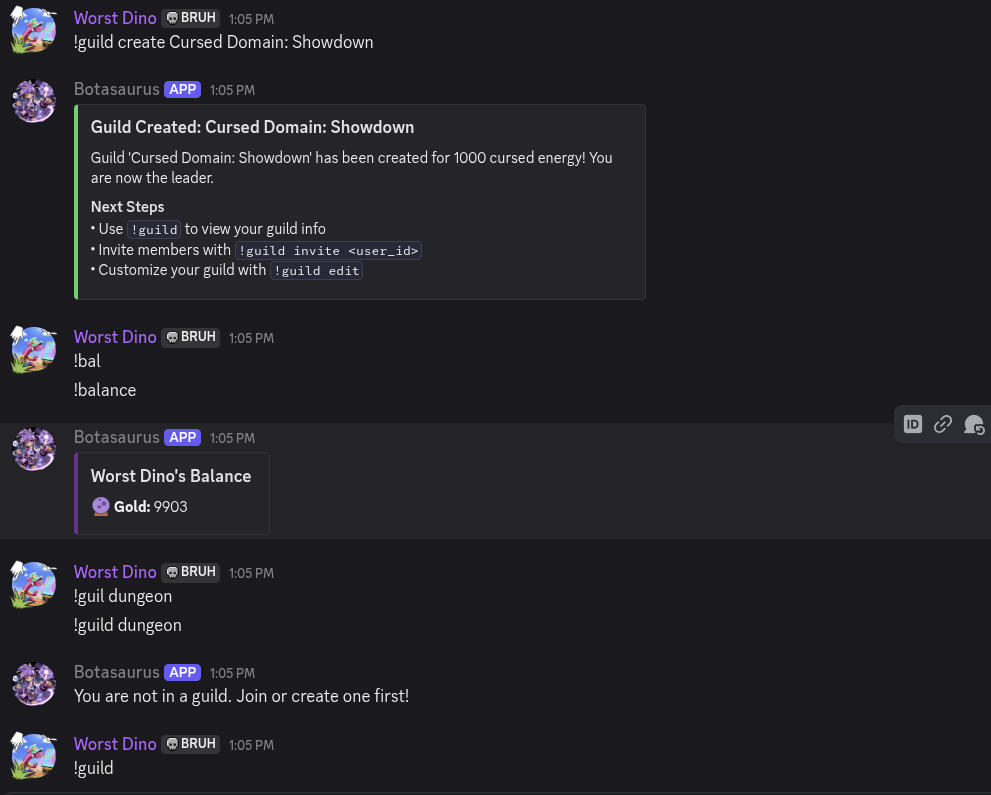 Worst Dino BRUH 1:05 PM
!guild create Cursed Domain: Showdown
Botasaurus APP 1:05 PM
Guild Created: Cursed Domain: Showdown
Guild 'Cursed Domain: Showdown' has been created for 1000 cursed energy! You
are now the leader.
Next Steps
• Use !guild to view your guild info
• Invite members with !guild invite <user_id>
• Customize your guild with !guild edit
Worst Dino BRUH 1:05 PM
!bal
!balance
ID
Botasaurus APP 1:05 PM
Worst Dino's Balance
Gold: 9903
Worst Dino BRUH 1:05 PM
!guil dungeon
!guild dungeon
Botasaurus APP 1:05 PM
You are not in a guild. Join or create one first!
Worst Dino BRUH 1:05 PM
!guild